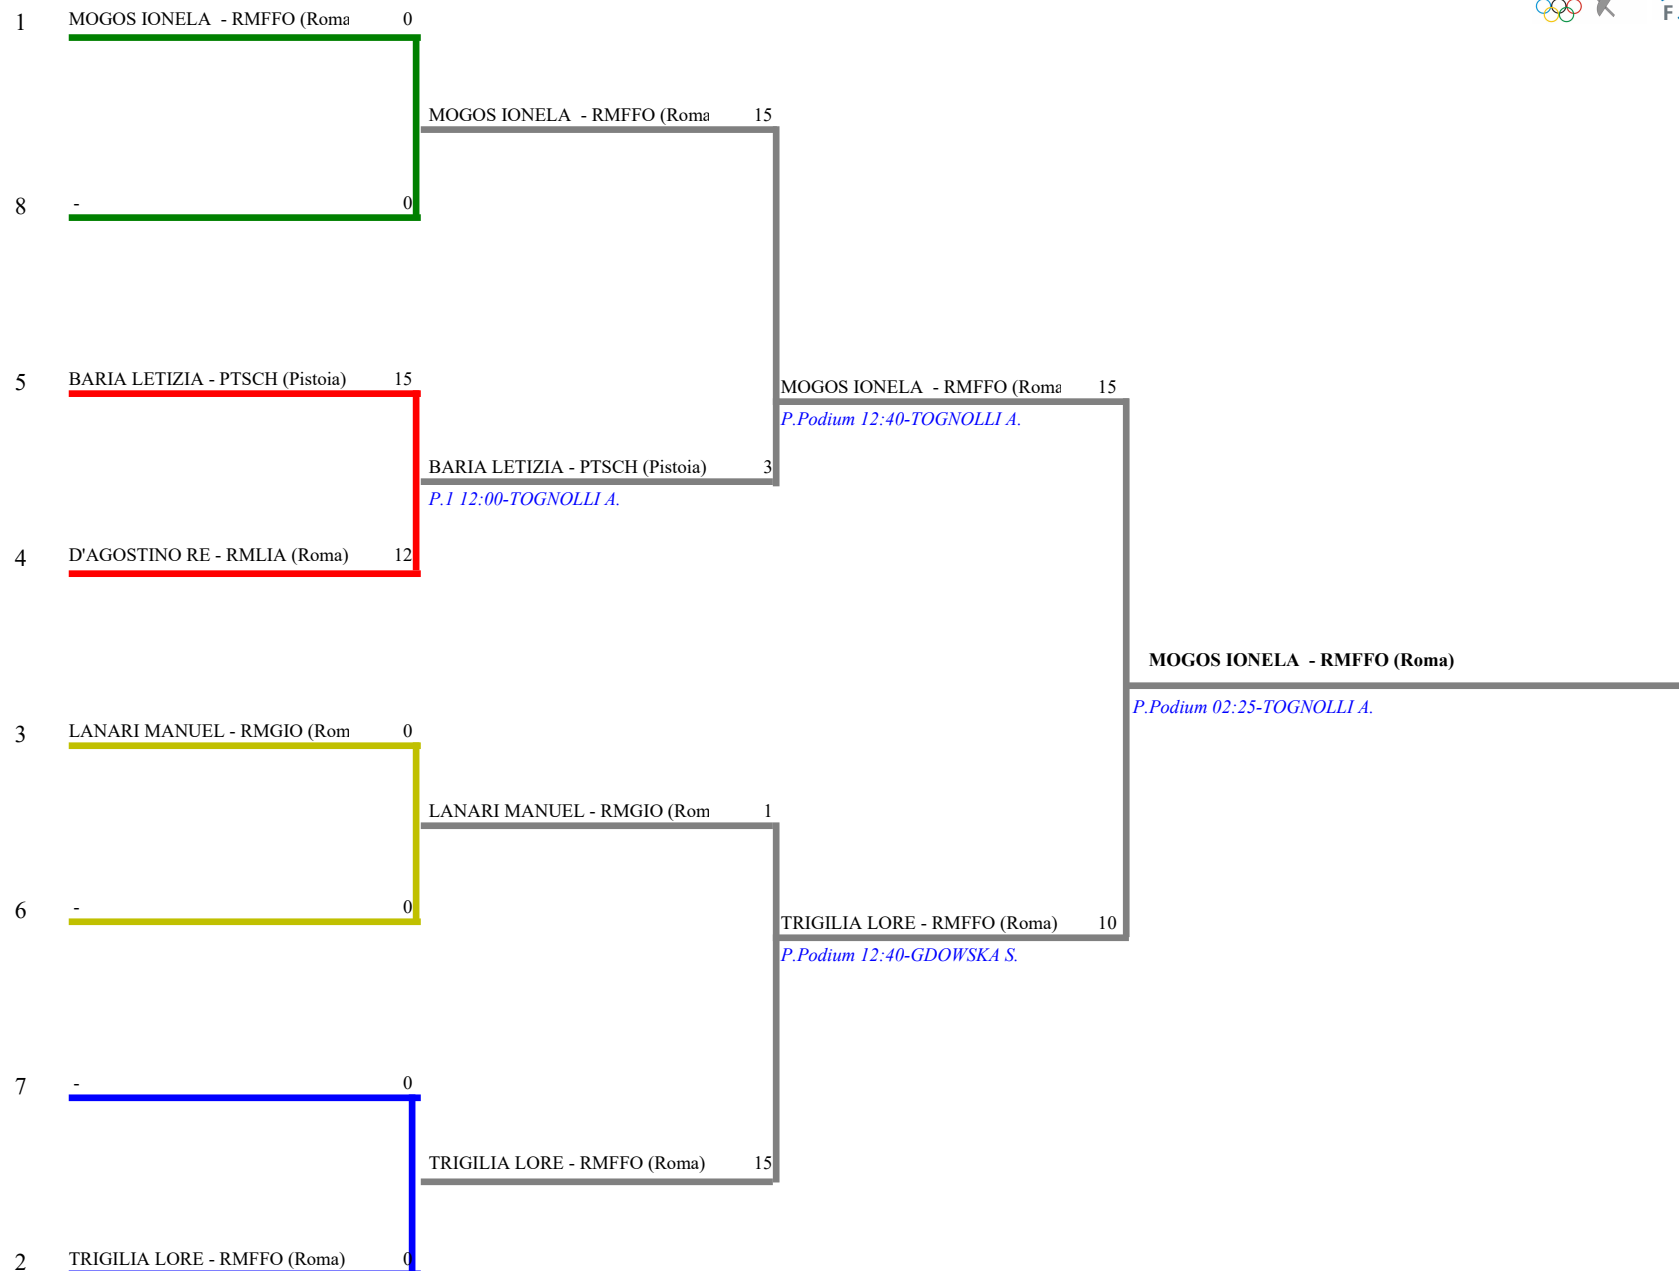 1 MOGOS IONELA - RMFFO (Roma 0
MOGOS IONELA - RMFFO (Roma 15
8 - 0
5 BARIA LETIZIA - PTSCH (Pistoia) 15
MOGOS IONELA - RMFFO (Roma 15
P.Podium 12:40-TOGNOLLI A.
BARIA LETIZIA - PTSCH (Pistoia) 3
P.1 12:00-TOGNOLLI A.
4 D'AGOSTINO RE - RMLIA (Roma) 12
MOGOS IONELA - RMFFO (Roma)
P.Podium 02:25-TOGNOLLI A.
3 LANARI MANUEL - RMGIO (Rom 0
LANARI MANUEL - RMGIO (Rom 1
6 - 0
TRIGILIA LORE - RMFFO (Roma) 10
P.Podium 12:40-GDOWSKA S.
7 - 0
TRIGILIA LORE - RMFFO (Roma) 15
2 TRIGILIA LORE - RMFFO (Roma) 0